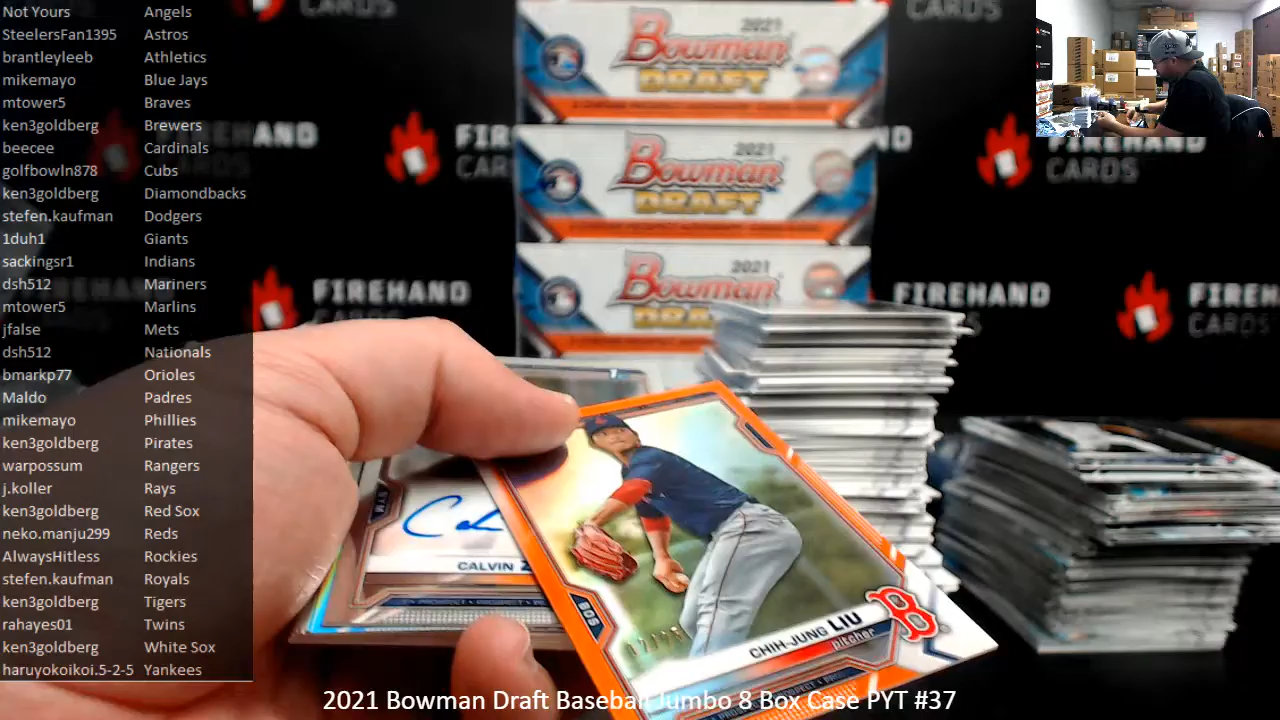 Not Yours Angels
SteelersFan1395 Astros
brantleyleeb Athletics
mikemayo Blue Jays
mtower5 Braves
ken3goldberg Brewers
beecee Cardinals
golfbowln878 Cubs
ken3goldberg Diamondbacks
stefen.kaufman Dodgers
1duh1 Giants
sackingsr1 Indians
dsh512 Mariners
mtower5 Marlins
jfalse Mets
dsh512 Nationals
bmarkp77 Orioles
Maldo Padres
mikemayo Phillies
ken3goldberg Pirates
warpossum Rangers
j.koller Rays
ken3goldberg Red Sox
neko.manju299 Reds
AlwaysHitless Rockies
stefen.kaufman Royals
ken3goldberg Tigers
rahayes01 Twins
ken3goldberg White Sox
haruyokoikoi.5-2-5 Yankees
CARDS
CARDS
2021
Bowman
DRAFT
HAND
FIREHAND
CARDS
2021
Bowman
DRAFT
FIREHAND
CARDS
2021
Bowman
FIREHAND
CARDS
FIREHAND
CARDS
CALVIN
BOS
CHIH-JUNG LIU
pitcher
B
2021 Bowman Draft Baseball Jumbo 8 Box Case PYT #37